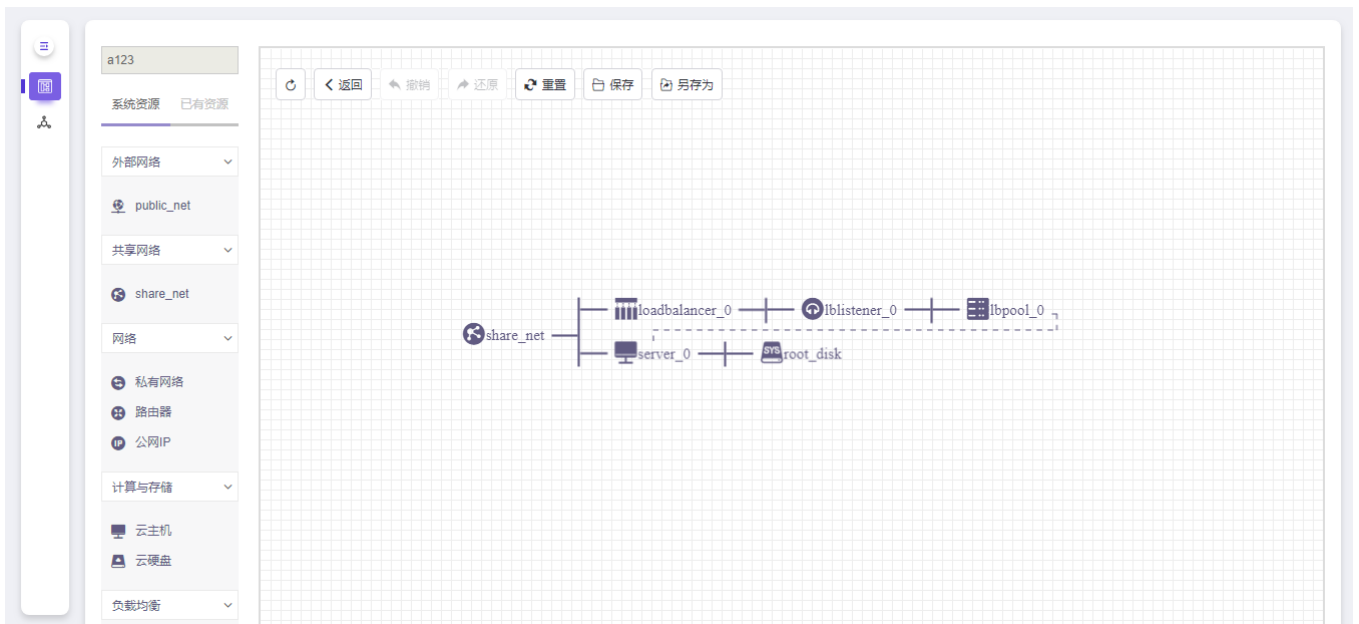 a123
系统资源 已有资源
外部网络
public_net
共享网络
share_net
网络
私有网络
路由器
IP 公网IP
计算与存储
云主机
云硬盘
负载均衡
返回 撤销 还原 重置 保存 另存为
loadbalancer_0 lblistener_0 lbpool_0
share_net
server_0 SYS root_disk